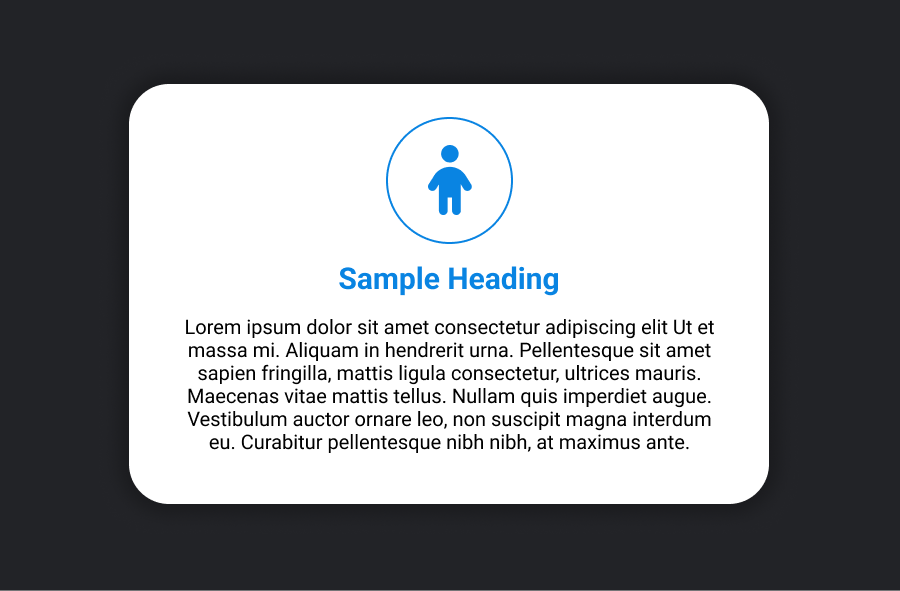 Sample Heading
Lorem ipsum dolor sit amet consectetur adipiscing elit Ut et
massa mi. Aliquam in hendrerit urna. Pellentesque sit amet
sapien fringilla, mattis ligula consectetur, ultrices mauris.
Maecenas vitae mattis tellus. Nullam quis imperdiet augue.
Vestibulum auctor ornare leo, non suscipit magna interdum
eu. Curabitur pellentesque nibh nibh, at maximus ante.